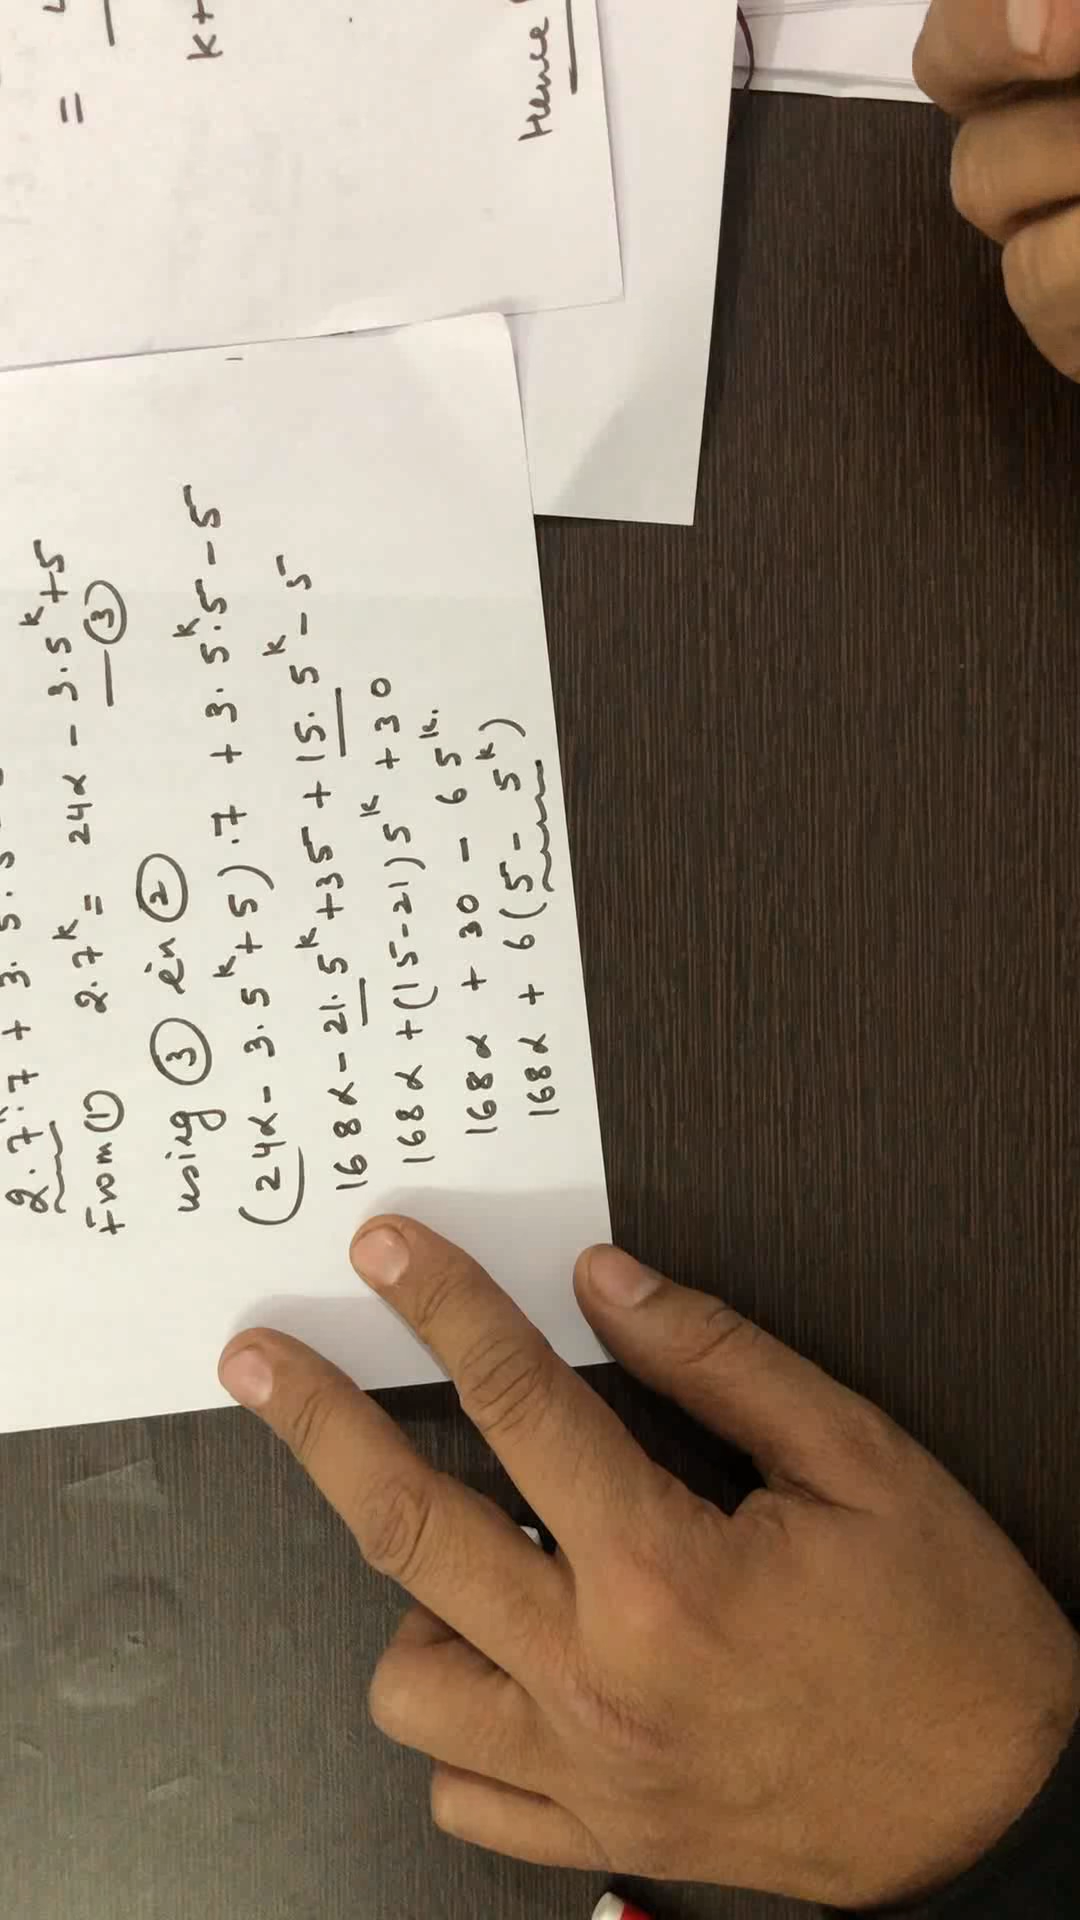 =
k+
Hence
2.7^k.7 + 3.5.5
From ① 2.7^k = 24α - 3.5^k+5
— ③
using ③ in ②
(24α - 3.5^k+5).7 + 3.5^k.5 - 5
168α - 21.5^k+35 + 15.5^k - 5
168α +(15-21)5^k +30
168α + 30 - 65^k.
168α + 6(5 - 5^k)